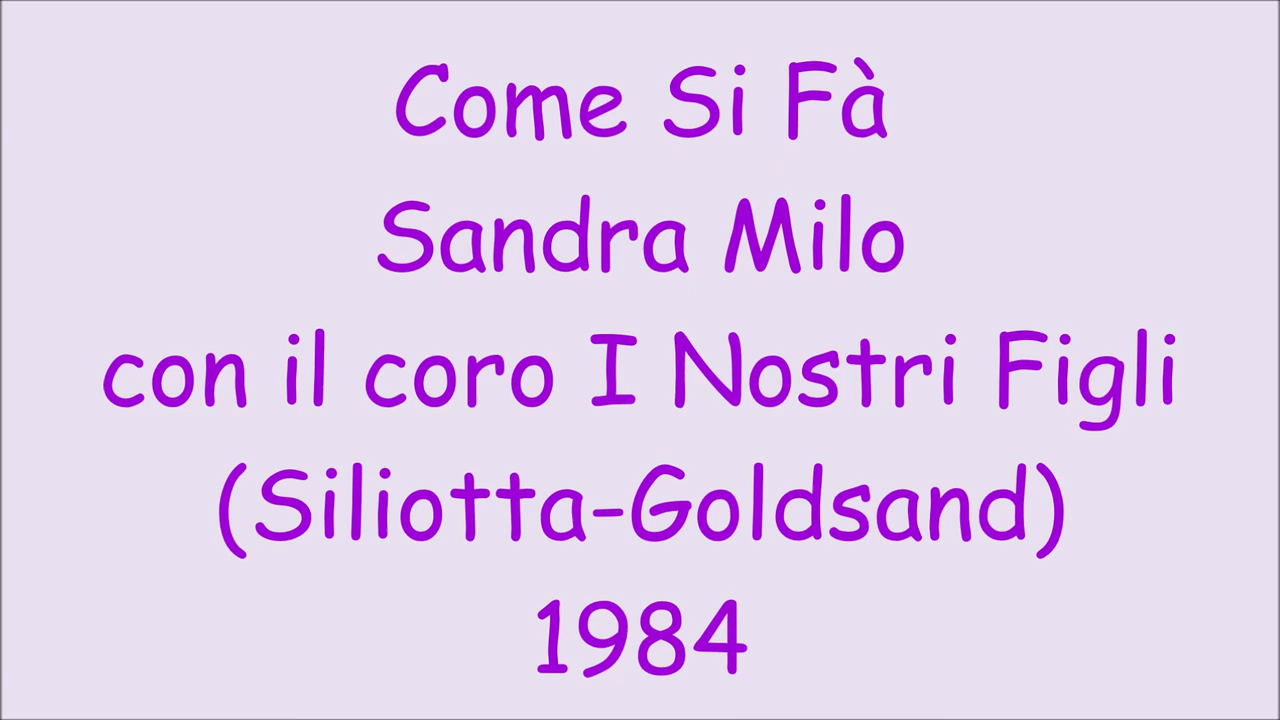 Come Si Fà
Sandra Milo
con il coro I Nostri Figli
(Siliotta-Goldsand)
1984